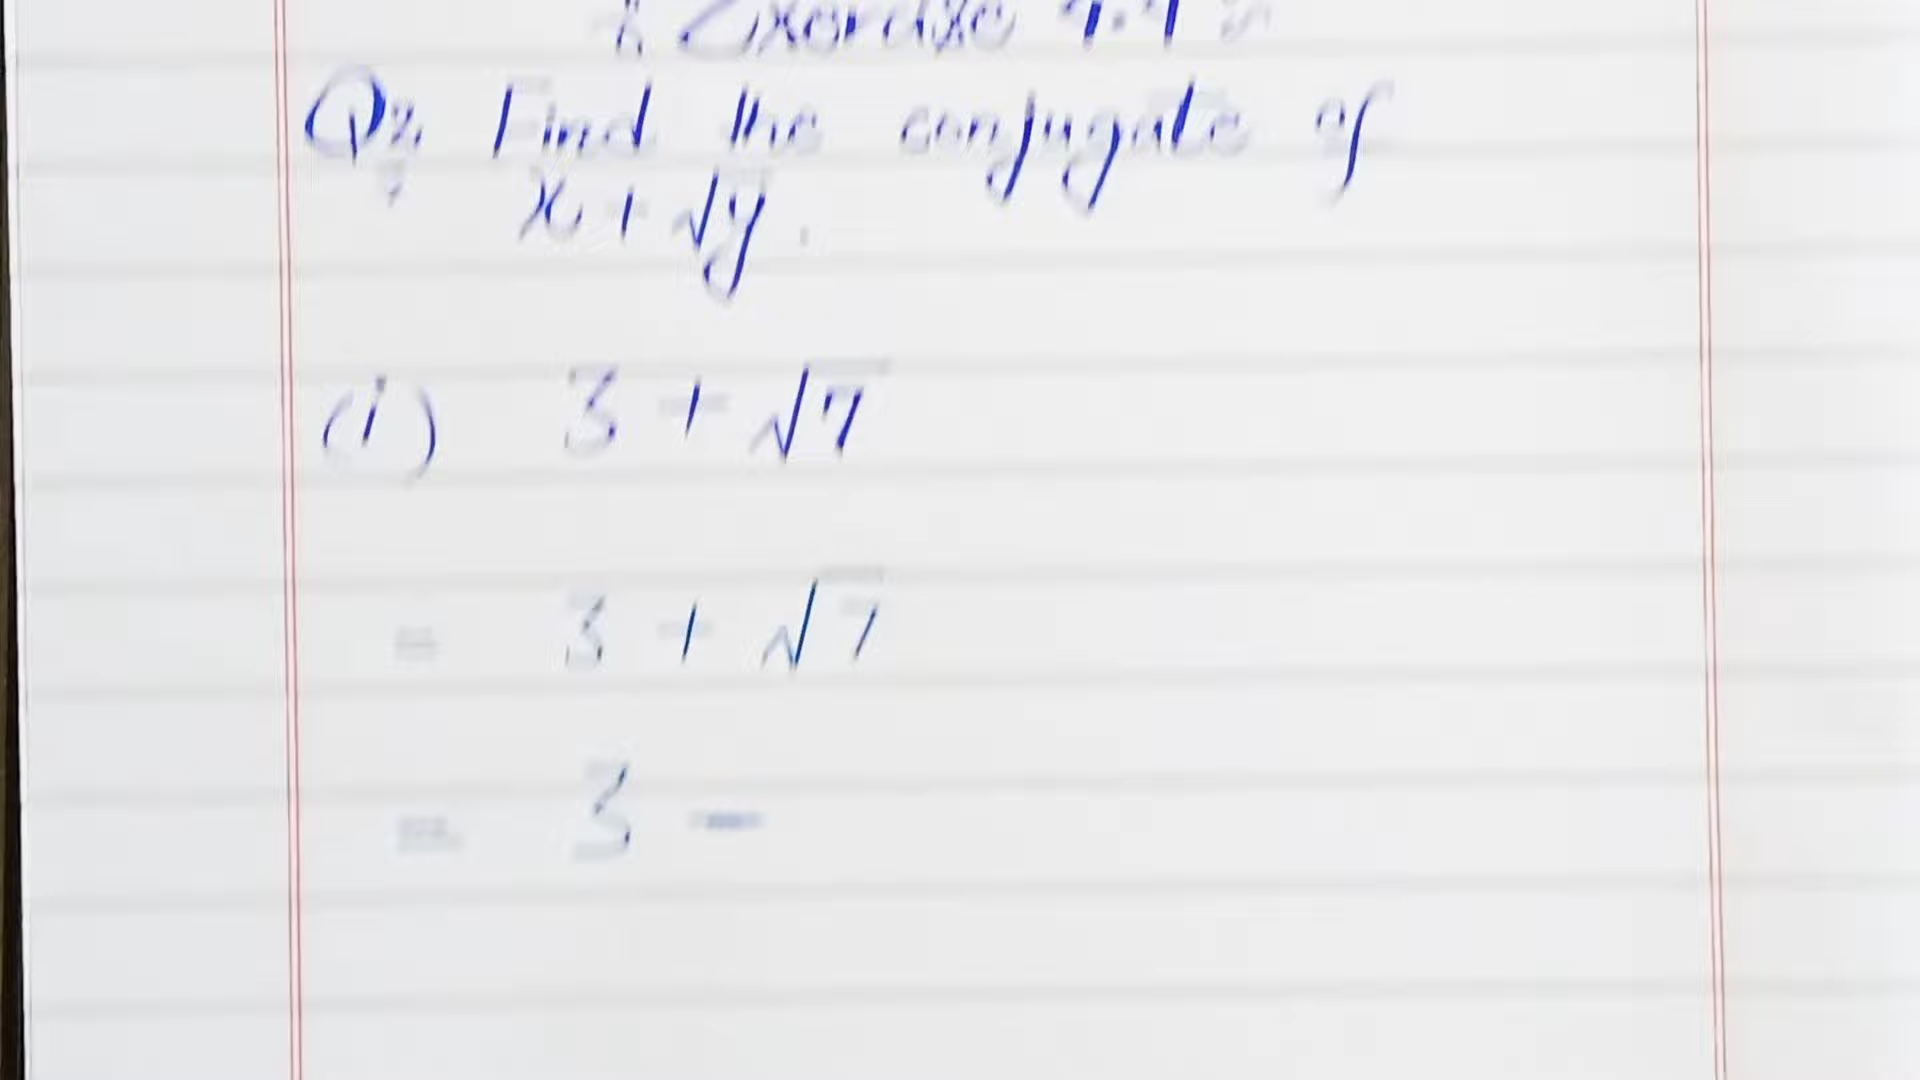 Exercise 4.4
Q2 Find the conjugate of
x + √y.
(i) 3 + √7
= 3 + √7
= 3 -